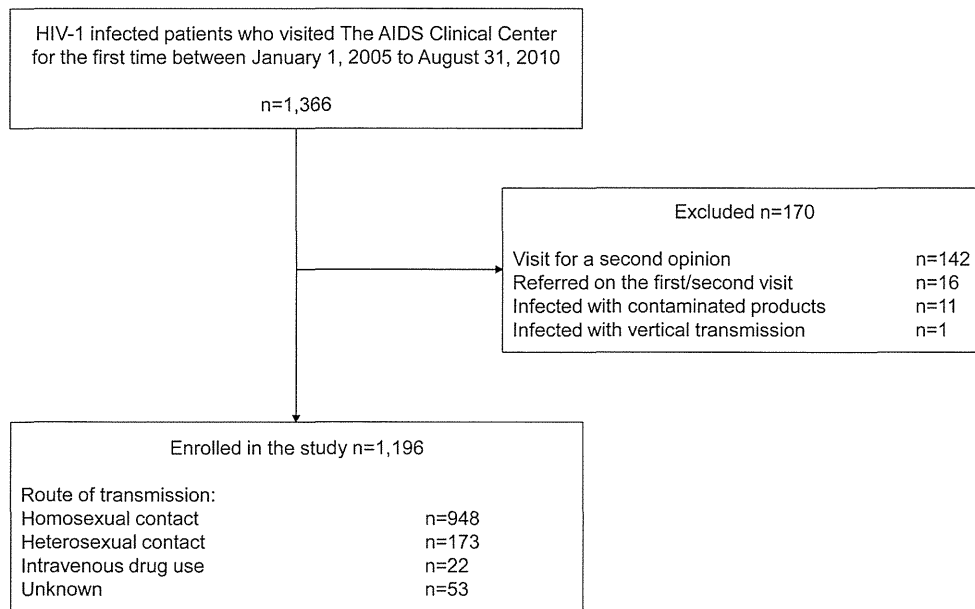 HIV-1 infected patients who visited The AIDS Clinical Center
for the first time between January 1, 2005 to August 31, 2010
n=1,366
Excluded n=170
Visit for a second opinion n=142
Referred on the first/second visit n=16
Infected with contaminated products n=11
Infected with vertical transmission n=1
Enrolled in the study n=1,196
Route of transmission:
Homosexual contact n=948
Heterosexual contact n=173
Intravenous drug use n=22
Unknown n=53